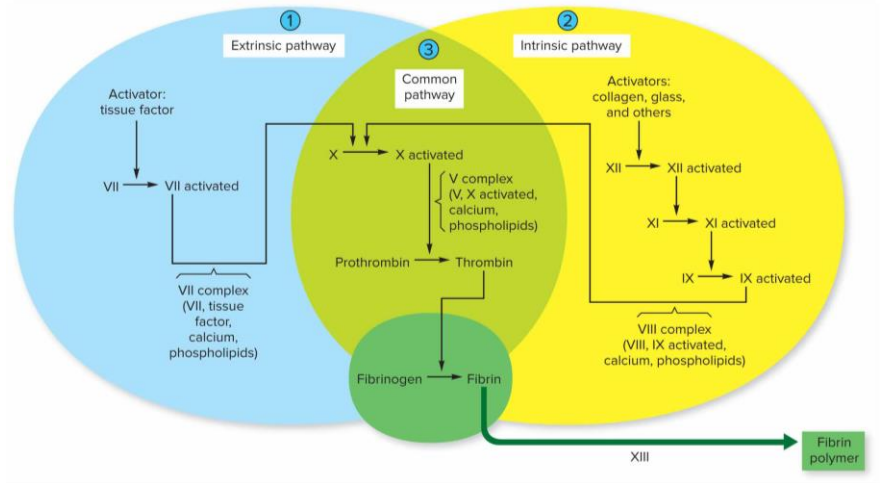 1
Extrinsic pathway
Activator:
tissue factor
VII
VII activated
VII complex
(VII, tissue
factor,
calcium,
phospholipids)
3
Common
pathway
X
X activated
V complex
(V, X activated,
calcium,
phospholipids)
Prothrombin
Thrombin
Fibrinogen
Fibrin
2
Intrinsic pathway
Activators:
collagen, glass,
and others
XII
XII activated
XI
XI activated
IX
IX activated
VIII complex
(VIII, IX activated,
calcium, phospholipids)
XIII
Fibrin
polymer